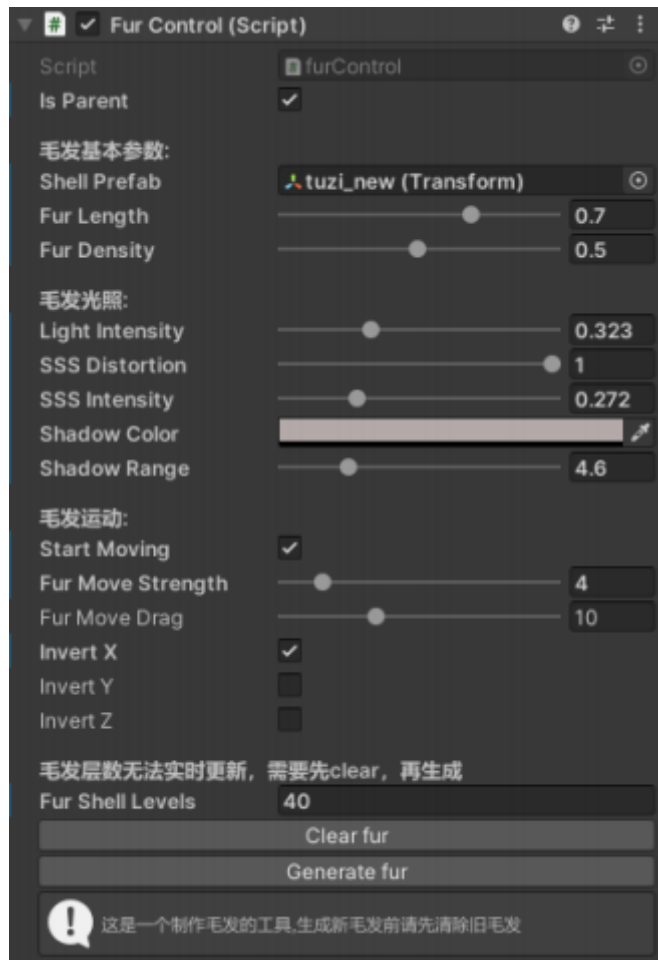 Fur Control (Script)
Script furControl
Is Parent
毛发基本参数:
Shell Prefab tuzi_new (Transform)
Fur Length 0.7
Fur Density 0.5
毛发光照:
Light Intensity 0.323
SSS Distortion 1
SSS Intensity 0.272
Shadow Color
Shadow Range 4.6
毛发运动:
Start Moving
Fur Move Strength 4
Fur Move Drag 10
Invert X
Invert Y
Invert Z
毛发层数无法实时更新，需要先clear，再生成
Fur Shell Levels 40
Clear fur
Generate fur
这是一个制作毛发的工具,生成新毛发前请先清除旧毛发